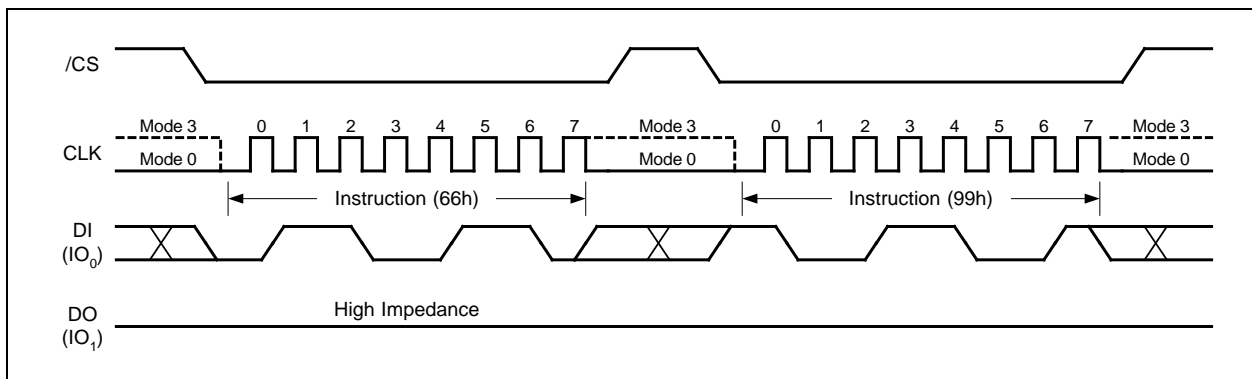 /CS
Mode 3 0 1 2 3 4 5 6 7 Mode 3 0 1 2 3 4 5 6 7 Mode 3
CLK
Mode 0 Mode 0 Mode 0
Instruction (66h) Instruction (99h)
DI
(IO₀)
High Impedance
DO
(IO₁)